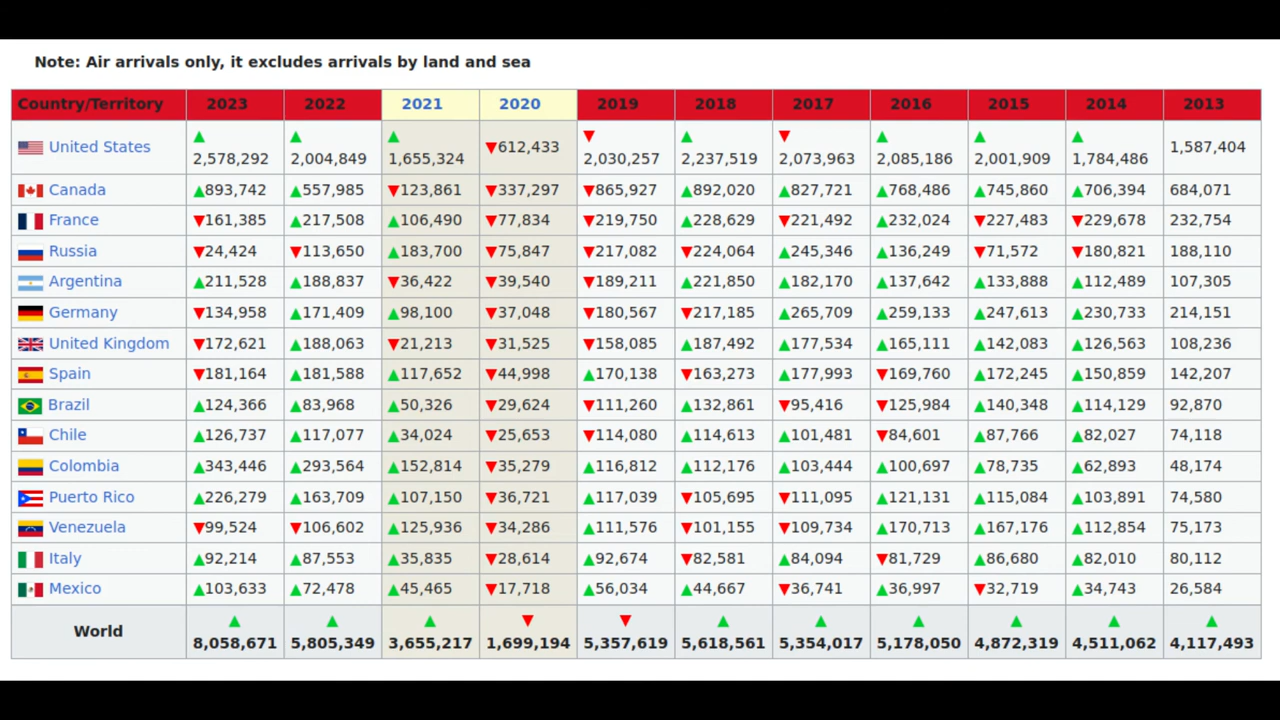 Note: Air arrivals only, it excludes arrivals by land and sea
Country/Territory 2023 2022 2021 2020 2019 2018 2017 2016 2015 2014 2013
United States ▲ 2,578,292 ▲ 2,004,849 ▲ 1,655,324 ▼612,433 ▼ 2,030,257 ▲ 2,237,519 ▼ 2,073,963 ▲ 2,085,186 ▲ 2,001,909 ▲ 1,784,486 1,587,404
Canada ▲893,742 ▲557,985 ▼123,861 ▼337,297 ▼865,927 ▲892,020 ▲827,721 ▲768,486 ▲745,860 ▲706,394 684,071
France ▼161,385 ▲217,508 ▲106,490 ▼77,834 ▼219,750 ▲228,629 ▼221,492 ▲232,024 ▼227,483 ▼229,678 232,754
Russia ▼24,424 ▼113,650 ▲183,700 ▼75,847 ▼217,082 ▼224,064 ▲245,346 ▲136,249 ▼71,572 ▼180,821 188,110
Argentina ▲211,528 ▲188,837 ▼36,422 ▼39,540 ▼189,211 ▲221,850 ▲182,170 ▲137,642 ▲133,888 ▲112,489 107,305
Germany ▼134,958 ▲171,409 ▲98,100 ▼37,048 ▼180,567 ▼217,185 ▲265,709 ▲259,133 ▲247,613 ▲230,733 214,151
United Kingdom ▼172,621 ▲188,063 ▼21,213 ▼31,525 ▼158,085 ▲187,492 ▲177,534 ▲165,111 ▲142,083 ▲126,563 108,236
Spain ▼181,164 ▲181,588 ▲117,652 ▼44,998 ▲170,138 ▼163,273 ▲177,993 ▼169,760 ▲172,245 ▲150,859 142,207
Brazil ▲124,366 ▲83,968 ▲50,326 ▼29,624 ▼111,260 ▲132,861 ▼95,416 ▼125,984 ▲140,348 ▲114,129 92,870
Chile ▲126,737 ▲117,077 ▲34,024 ▼25,653 ▼114,080 ▲114,613 ▲101,481 ▼84,601 ▲87,766 ▲82,027 74,118
Colombia ▲343,446 ▲293,564 ▲152,814 ▼35,279 ▲116,812 ▲112,176 ▲103,444 ▲100,697 ▲78,735 ▲62,893 48,174
Puerto Rico ▲226,279 ▲163,709 ▲107,150 ▼36,721 ▲117,039 ▼105,695 ▼111,095 ▲121,131 ▲115,084 ▲103,891 74,580
Venezuela ▼99,524 ▼106,602 ▲125,936 ▼34,286 ▲111,576 ▼101,155 ▼109,734 ▲170,713 ▲167,176 ▲112,854 75,173
Italy ▲92,214 ▲87,553 ▲35,835 ▼28,614 ▲92,674 ▼82,581 ▲84,094 ▼81,729 ▲86,680 ▲82,010 80,112
Mexico ▲103,633 ▲72,478 ▲45,465 ▼17,718 ▲56,034 ▲44,667 ▼36,741 ▲36,997 ▼32,719 ▲34,743 26,584
World ▲ 8,058,671 ▲ 5,805,349 ▲ 3,655,217 ▼ 1,699,194 ▼ 5,357,619 ▲ 5,618,561 ▲ 5,354,017 ▲ 5,178,050 ▲ 4,872,319 ▲ 4,511,062 ▲ 4,117,493